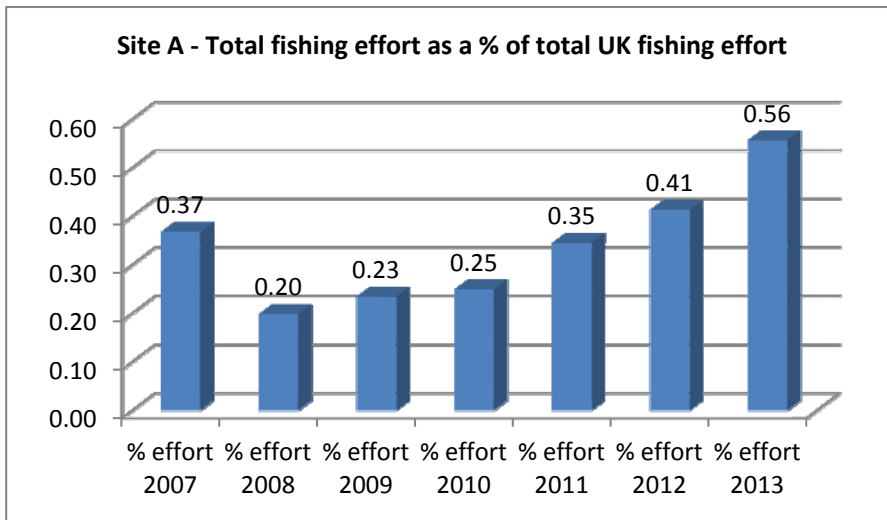 Site A - Total fishing effort as a % of total UK fishing effort
0.60
0.50
0.40
0.30
0.20
0.10
0.00
0.37
0.20
0.23
0.25
0.35
0.41
0.56
% effort 2007
% effort 2008
% effort 2009
% effort 2010
% effort 2011
% effort 2012
% effort 2013